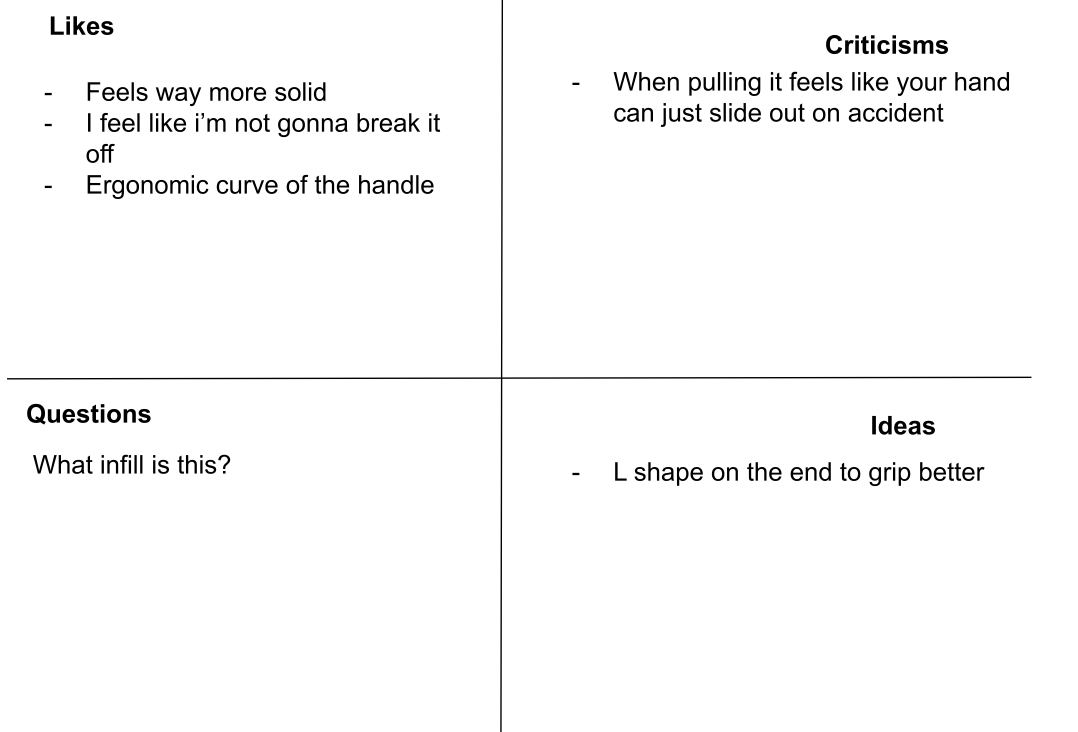 Likes
- Feels way more solid
- I feel like i'm not gonna break it
off
- Ergonomic curve of the handle
Criticisms
- When pulling it feels like your hand
can just slide out on accident
Questions
What infill is this?
Ideas
- L shape on the end to grip better